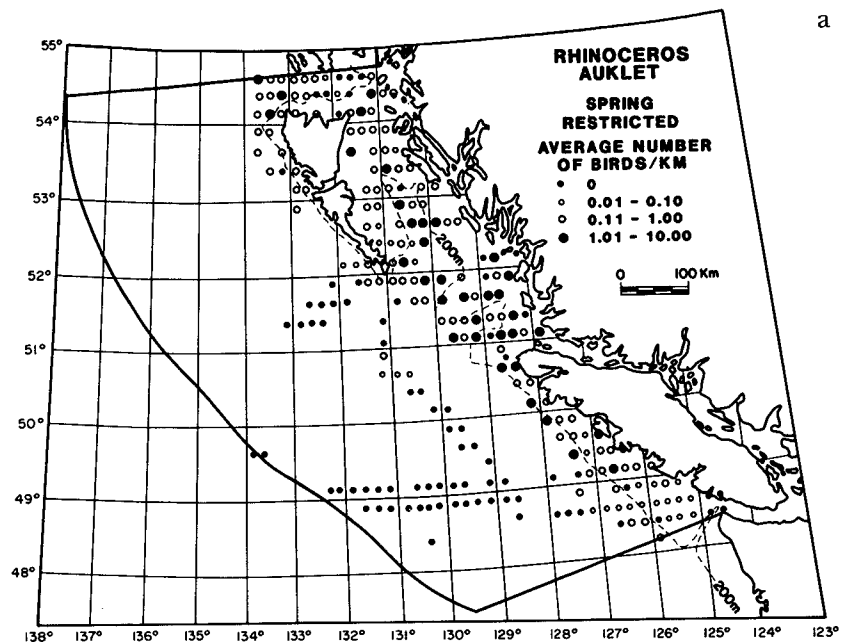 a
RHINOCEROS
AUKLET
SPRING
RESTRICTED
AVERAGE NUMBER
OF BIRDS/KM
0
0.01 - 0.10
0.11 - 1.00
1.01 - 10.00
0 100 Km
55°
54°
53°
52°
51°
50°
49°
48°
200m
200m
138° 137° 136° 135° 134° 133° 132° 131° 130° 129° 128° 127° 126° 125° 124° 123°